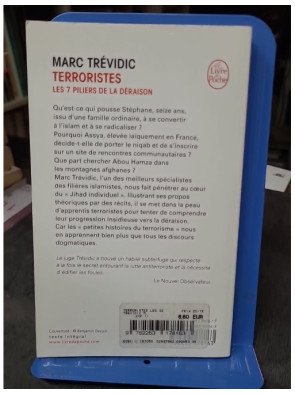 MARC TRÉVIDIC
Le Livre
de Poche
TERRORISTES
LES 7 PILIERS DE LA DÉRAISON
Qu'est-ce qui pousse Stéphane, seize ans,
issu d'une famille ordinaire, à se convertir
à l'islam et à se radicaliser ?
Pourquoi Assya, élevée laïquement en France,
décide-t-elle de porter le niqab et de s'inscrire
sur un site de rencontres communautaires ?
Que part chercher Abou Hamza dans
les montagnes afghanes ?
Marc Trévidic, l'un des meilleurs spécialistes
des filières islamistes, nous fait pénétrer au cœur
du « Jihad individuel ». Illustrant ses propos
théoriques par des récits, il se met dans la peau
d'apprentis terroristes pour tenter de comprendre
leur progression insidieuse vers la déraison.
Car les « petites histoires du terrorisme » nous
en apprennent bien plus que tous les discours
dogmatiques.
Le juge Trévidic a trouvé un habile subterfuge qui respecte
à la fois le secret entourant la lutte antiterroriste et la nécessité
d'édifier les foules.
Le Nouvel Observateur
6.60 EUR
Couverture : © Benjamin Decoin
texte intégral
www.livredepoche.com